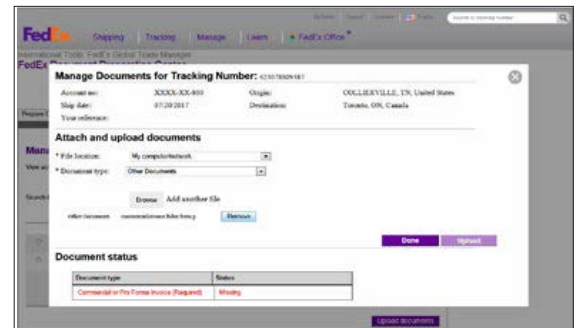 FedEx
Shipping Tracking Manage Learn FedEx Office
International Tools: FedEx Global Trade Manager
Manage Documents for Tracking Number:
Account no: XXXX-XX-800 Origin: COLLIERVILLE, TN, United States
Ship date: 07/20/2017 Destination: Toronto, ON, Canada
Your reference:
Attach and upload documents
* File location: My computer/network
* Document type: Other Documents
Browse Add another file
Other Document Remove
Done Upload
Document status
Document type Status
Commercial or Pro Forma Invoice (Required) Missing
Upload documents